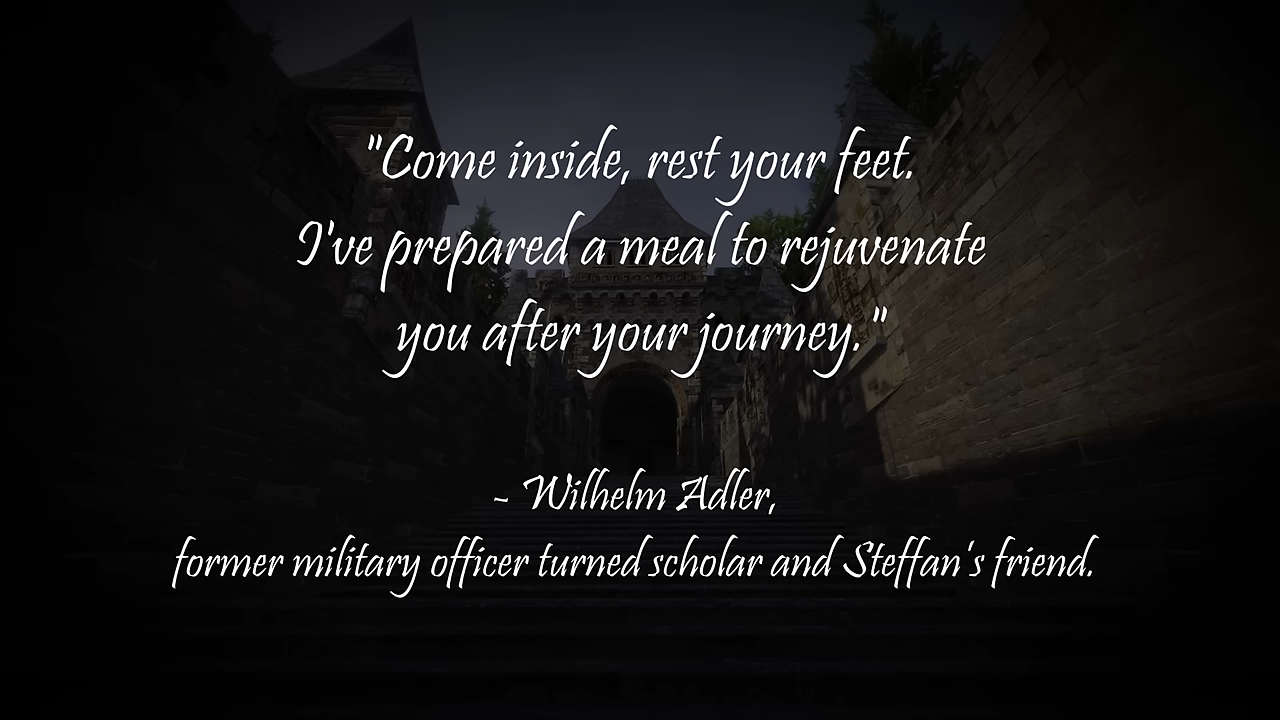 "Come inside, rest your feet.
I've prepared a meal to rejuvenate
you after your journey."
- Wilhelm Adler,
former military officer turned scholar and Steffan's friend.